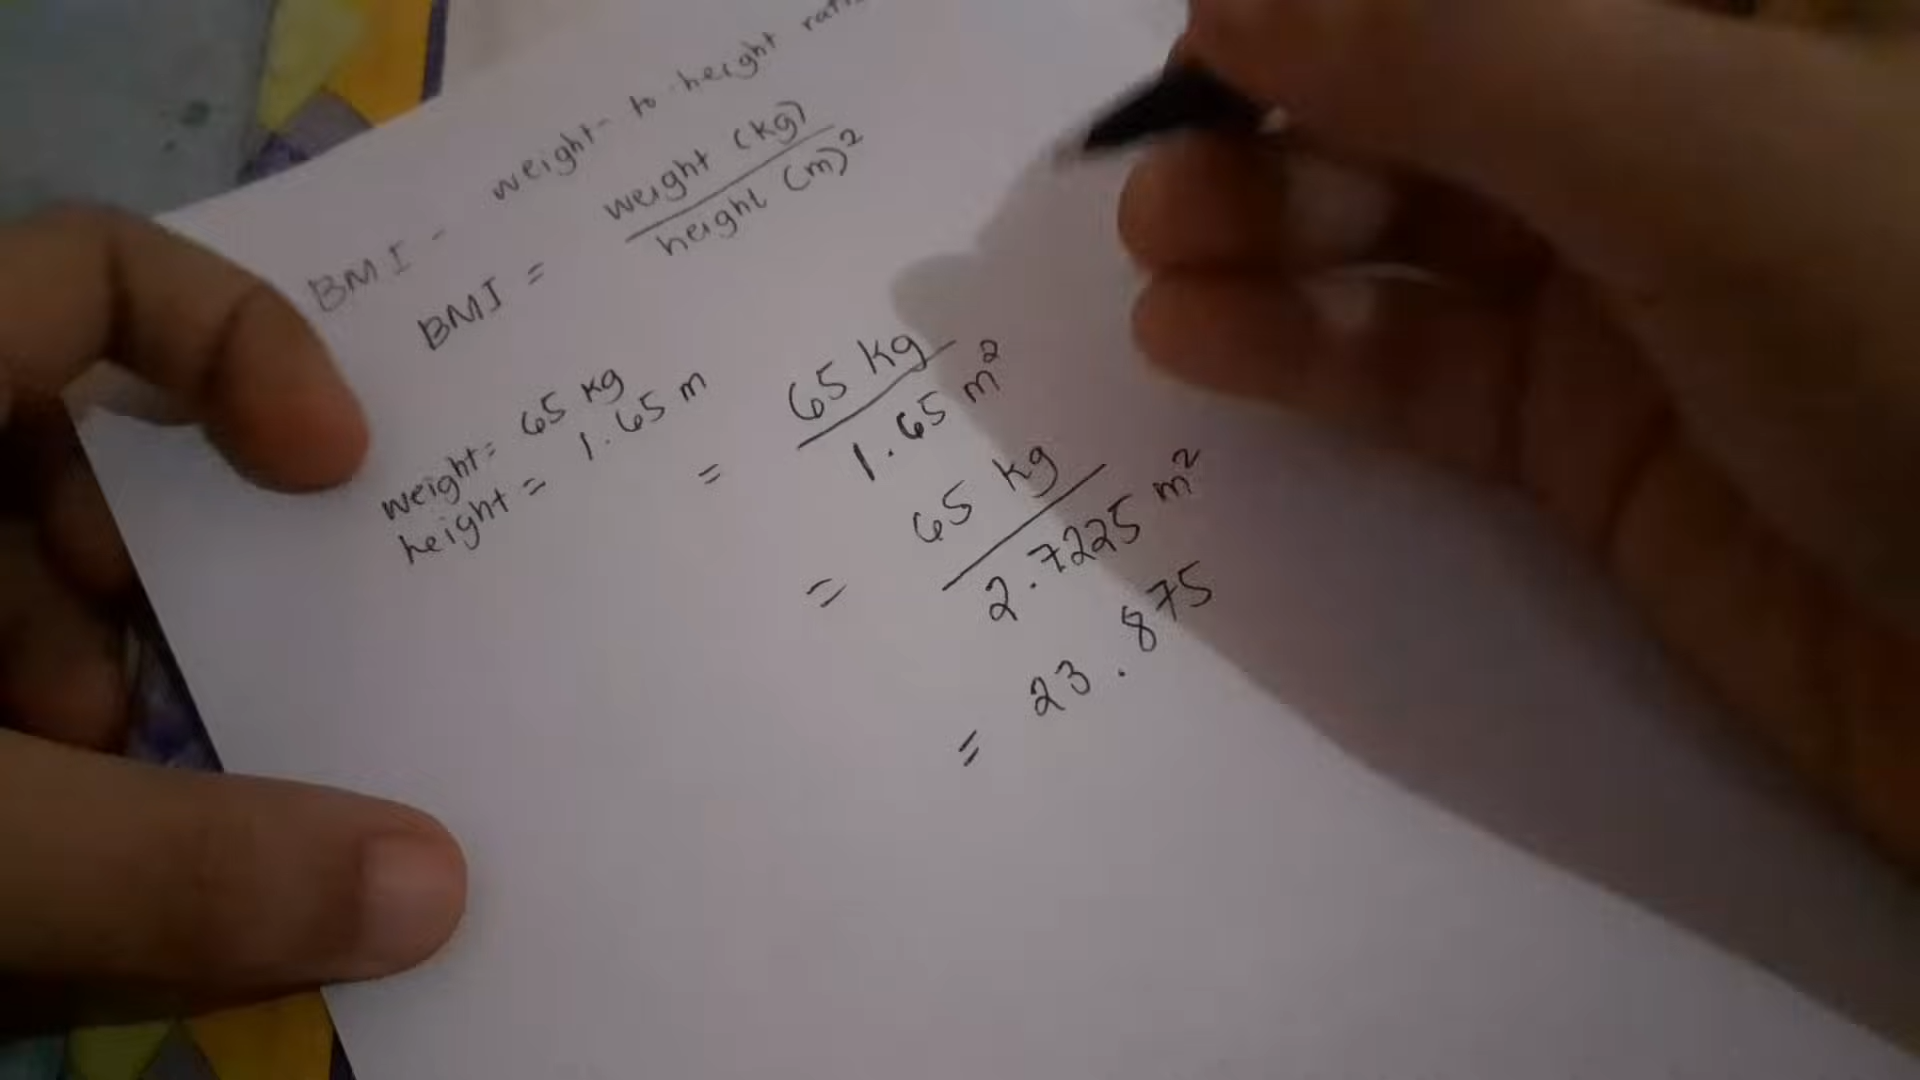 BMI - weight - to - height
BMI = weight (kg) / height (m)²
weight = 65 kg
height = 1.65 m
= 65 kg / 1.65 m²
= 65 kg / 2.7225 m²
= 23.875